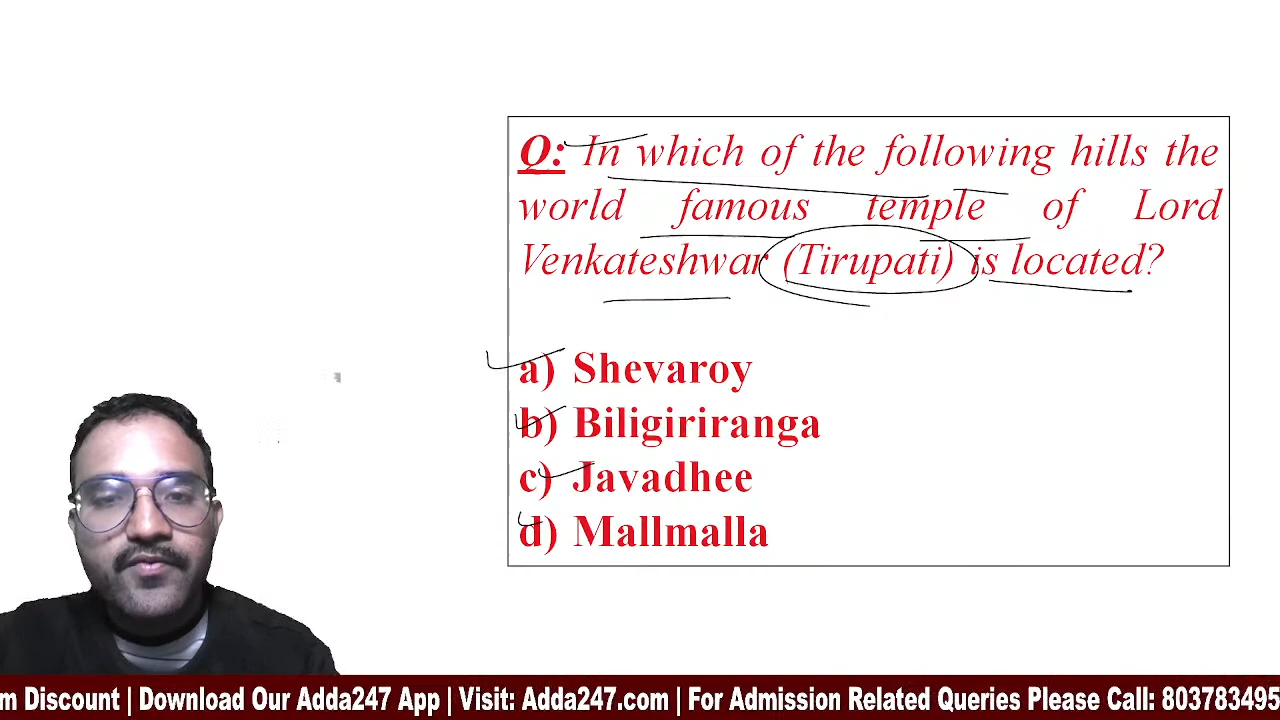 Q: In which of the following hills the
world famous temple of Lord
Venkateshwar (Tirupati) is located?
a) Shevaroy
b) Biligiriranga
c) Javadhee
d) Mallmalla
m Discount | Download Our Adda247 App | Visit: Adda247.com | For Admission Related Queries Please Call: 803783495